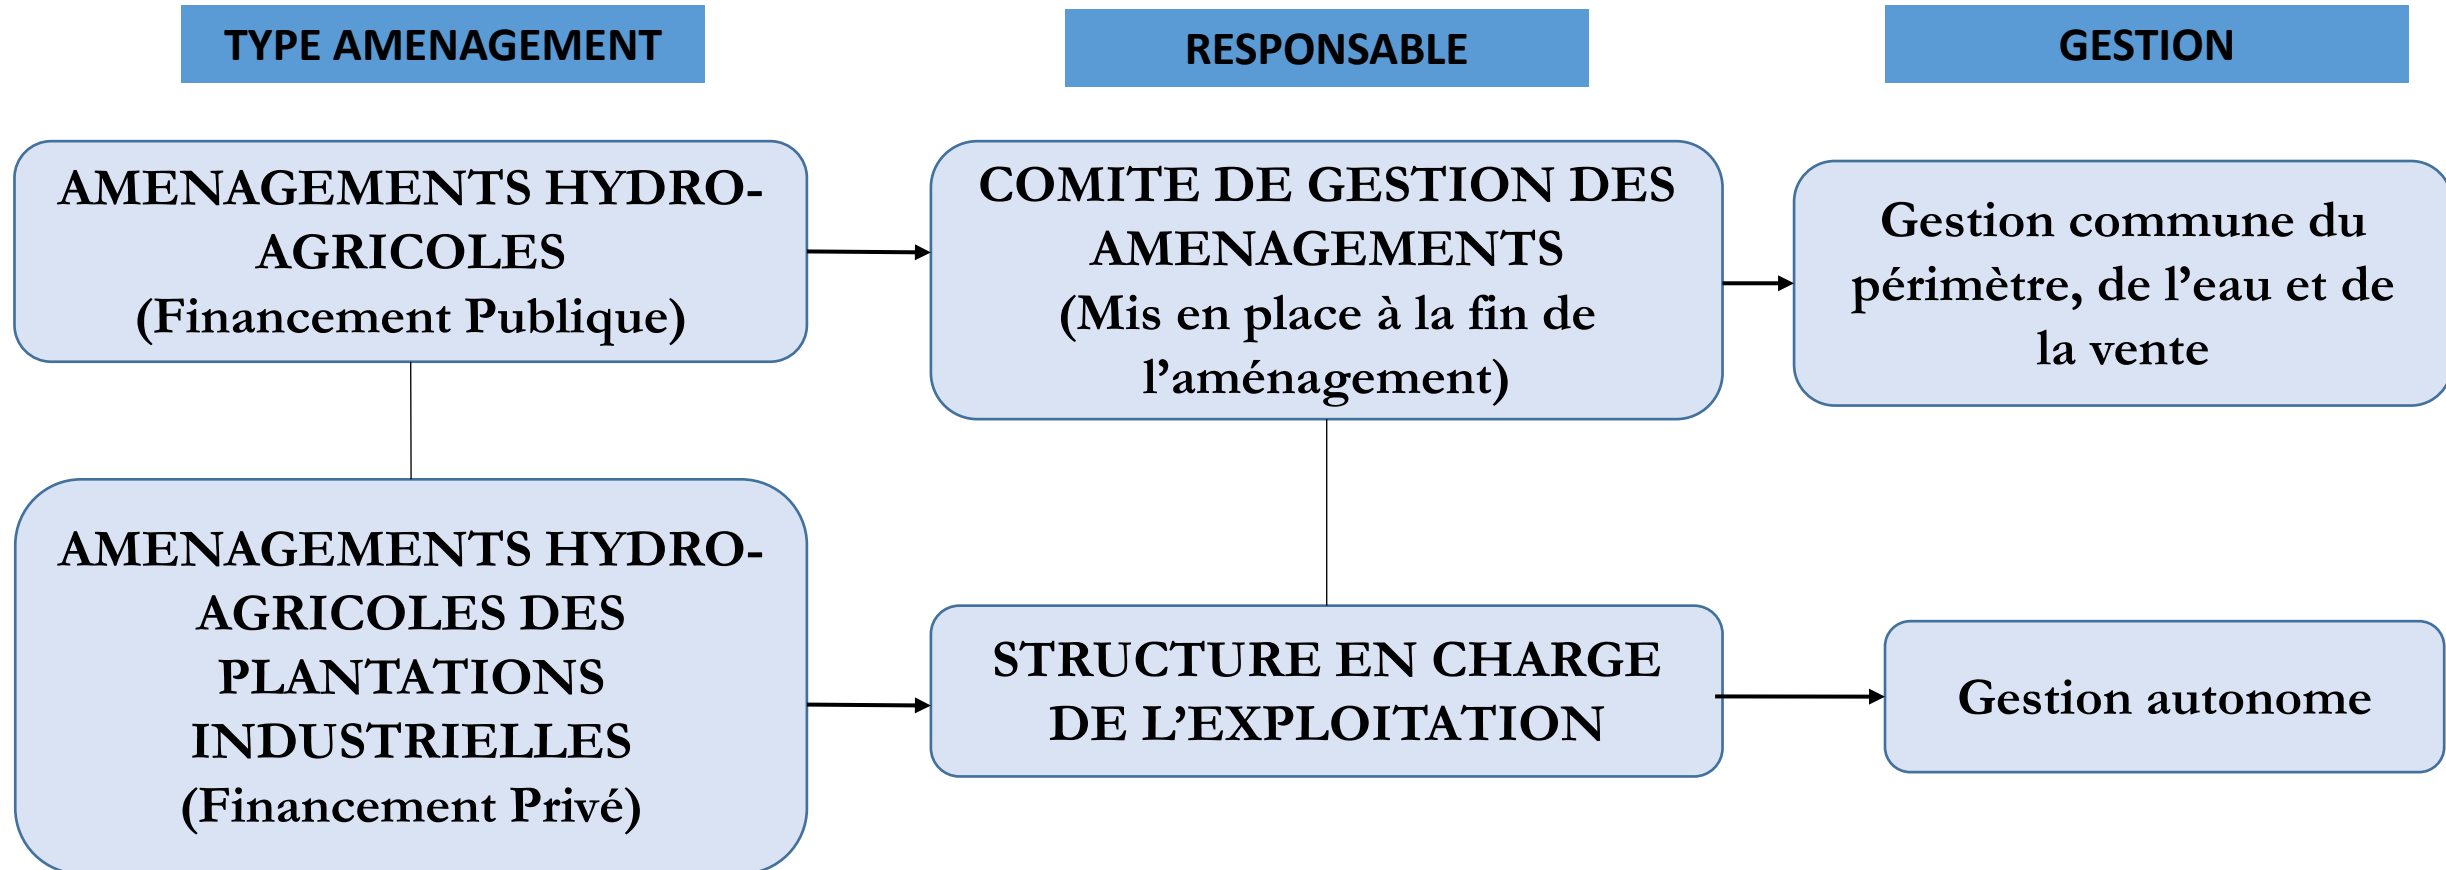 TYPE AMENAGEMENT
RESPONSABLE
GESTION
AMENAGEMENTS HYDRO-
AGRICOLES
(Financement Publique)
COMITE DE GESTION DES
AMENAGEMENTS
(Mis en place à la fin de
l’aménagement)
Gestion commune du
périmètre, de l’eau et de
la vente
AMENAGEMENTS HYDRO-
AGRICOLES DES
PLANTATIONS
INDUSTRIELLES
(Financement Privé)
STRUCTURE EN CHARGE
DE L’EXPLOITATION
Gestion autonome